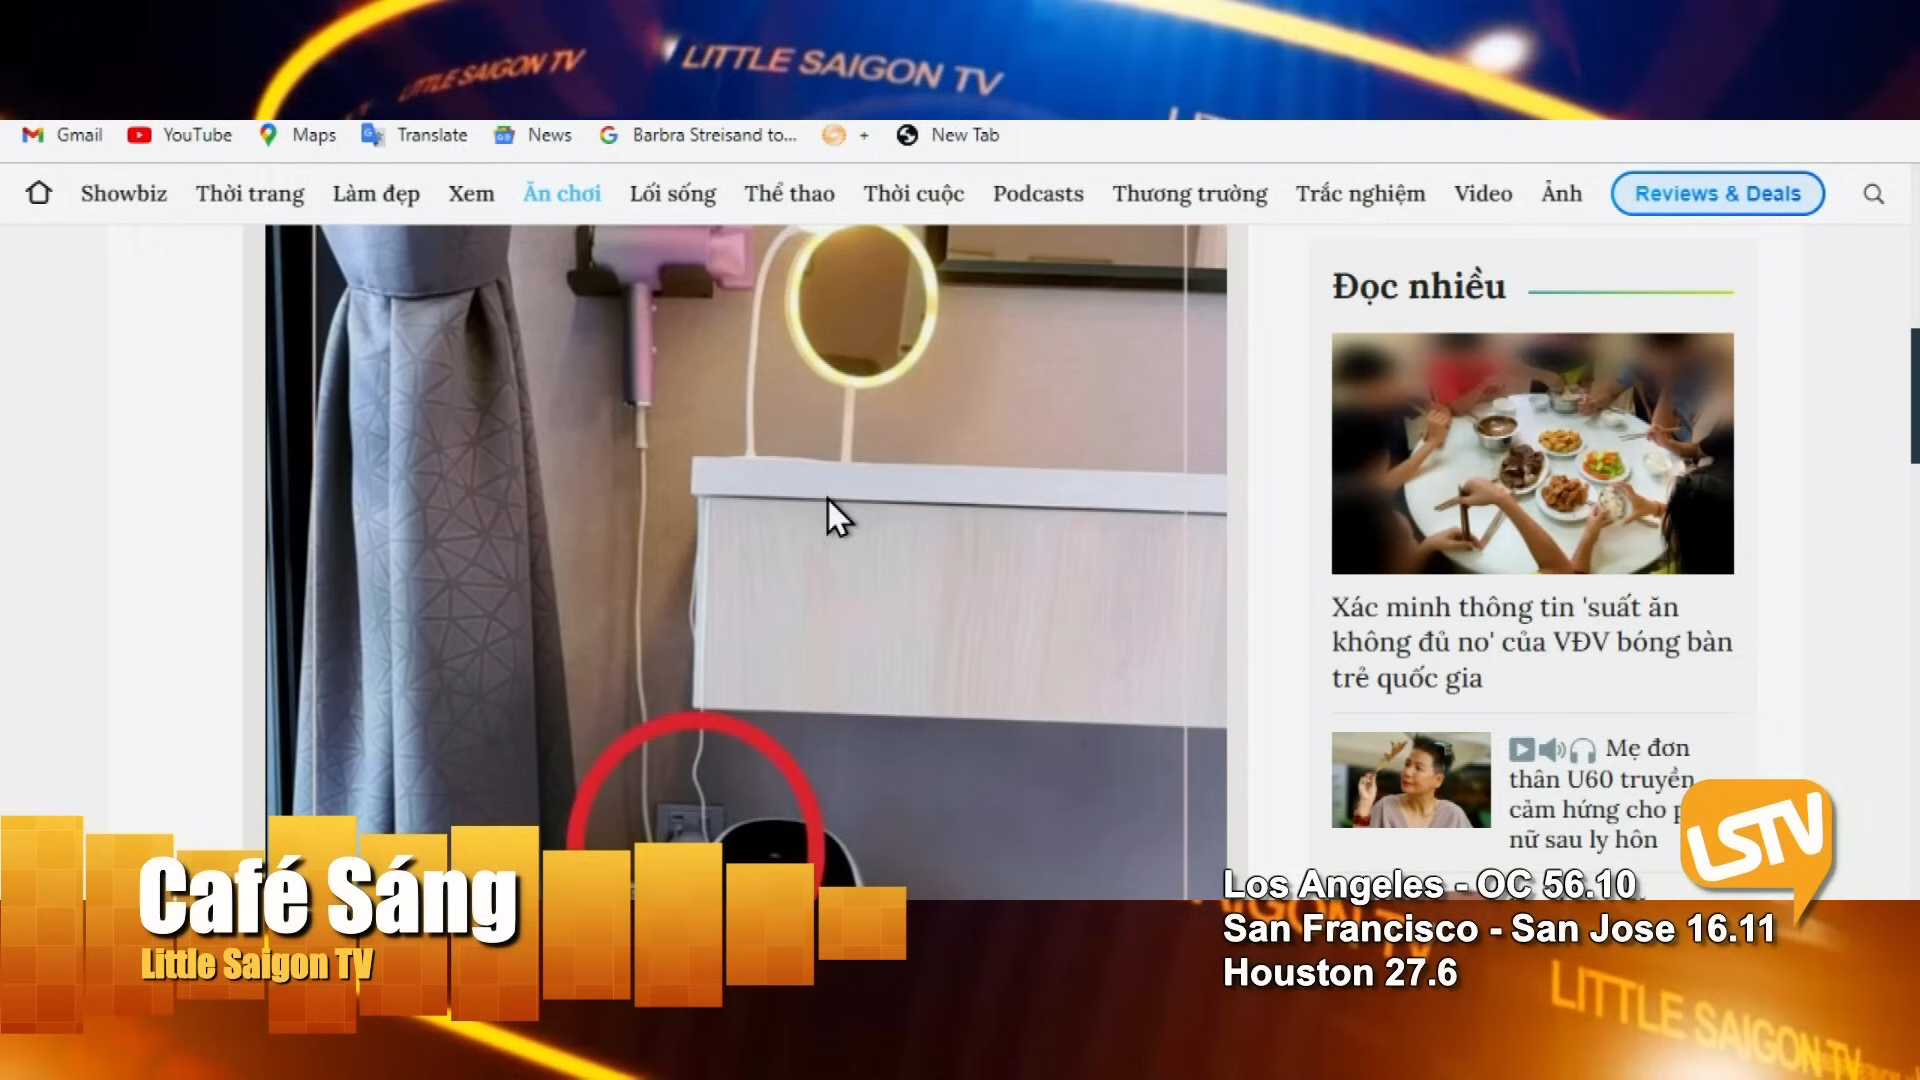 LITTLE SAIGON TV
LITTLE SAIGON TV
Gmail YouTube Maps Translate News Barbra Streisand to... + New Tab
Showbiz Thời trang Làm đẹp Xem Ăn chơi Lối sống Thể thao Thời cuộc Podcasts Thương trường Trắc nghiệm Video Ảnh Reviews & Deals
Đọc nhiều
Xác minh thông tin 'suất ăn
không đủ no' của VĐV bóng bàn
trẻ quốc gia
Mẹ đơn
thân U60 truyền
cảm hứng cho
nữ sau ly hôn
LSTV
Café Sáng
Little Saigon TV
Los Angeles - OC 56.10
San Francisco - San Jose 16.11
Houston 27.6
LITTLE SAIGON TV